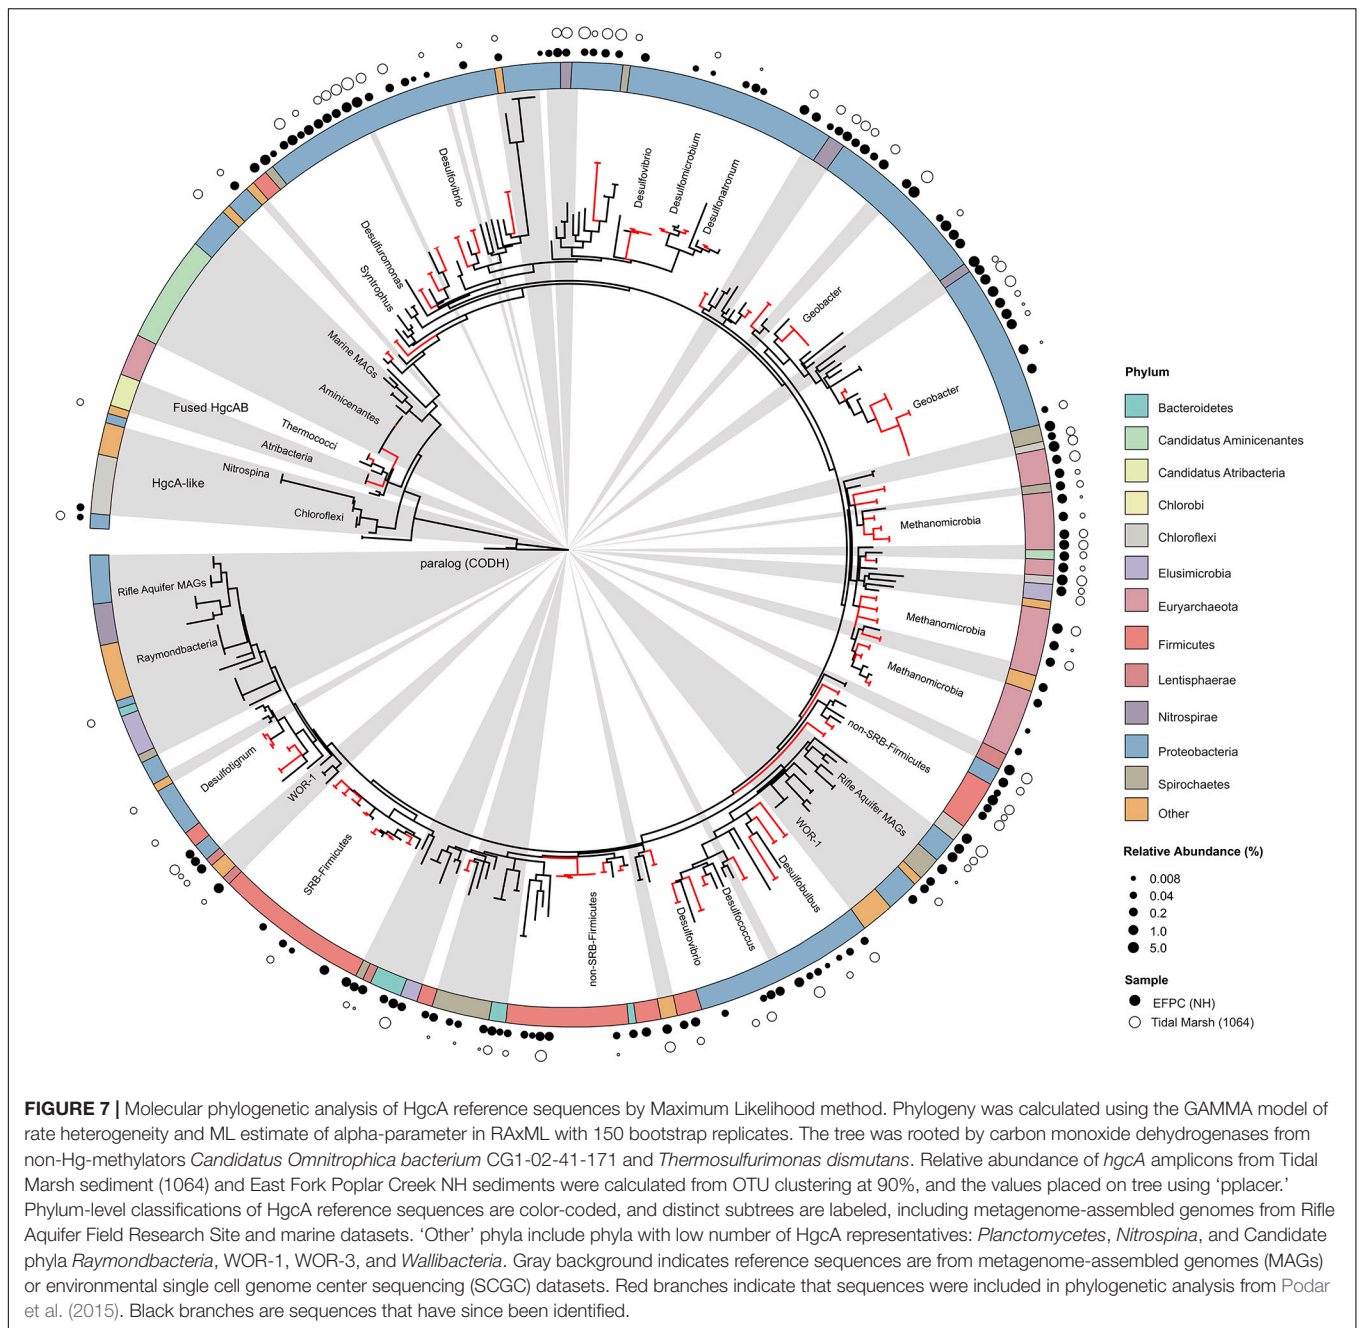 Desulfovibrio
Desulfuromonas
Syntrophus
Marine MAGs
Aminicenantes
Fused HgcAB
Thermococci
Atribacteria
Nitrospina
HgcA-like
Chloroflexi
paralog (CODH)
Desulfovibrio
Desulfomicrobium
Desulfonatronum
Geobacter
Geobacter
Methanomicrobia
Methanomicrobia
Methanomicrobia
non-SRB-Firmicutes
Rifle Aquifer MAGs
WOR-1
Desulfobulbus
Desulfococcus
Desulfovibrio
non-SRB-Firmicutes
SRB-Firmicutes
WOR-1
Desulfotignum
Raymondbacteria
Rifle Aquifer MAGs
Phylum
Bacteroidetes
Candidatus Aminicenantes
Candidatus Atribacteria
Chlorobi
Chloroflexi
Elusimicrobia
Euryarchaeota
Firmicutes
Lentisphaerae
Nitrospirae
Proteobacteria
Spirochaetes
Other
Relative Abundance (%)
0.008
0.04
0.2
1.0
5.0
Sample
EFPC (NH)
Tidal Marsh (1064)
FIGURE 7 | Molecular phylogenetic analysis of HgcA reference sequences by Maximum Likelihood method. Phylogeny was calculated using the GAMMA model of
rate heterogeneity and ML estimate of alpha-parameter in RAxML with 150 bootstrap replicates. The tree was rooted by carbon monoxide dehydrogenases from
non-Hg-methylators Candidatus Omnitrophica bacterium CG1-02-41-171 and Thermosulfurimonas dismutans. Relative abundance of hgcA amplicons from Tidal
Marsh sediment (1064) and East Fork Poplar Creek NH sediments were calculated from OTU clustering at 90%, and the values placed on tree using ‘pplacer.’
Phylum-level classifications of HgcA reference sequences are color-coded, and distinct subtrees are labeled, including metagenome-assembled genomes from Rifle
Aquifer Field Research Site and marine datasets. ‘Other’ phyla include phyla with low number of HgcA representatives: Planctomycetes, Nitrospina, and Candidate
phyla Raymondbacteria, WOR-1, WOR-3, and Wallibacteria. Gray background indicates reference sequences are from metagenome-assembled genomes (MAGs)
or environmental single cell genome center sequencing (SCGC) datasets. Red branches indicate that sequences were included in phylogenetic analysis from Podar
et al. (2015). Black branches are sequences that have since been identified.